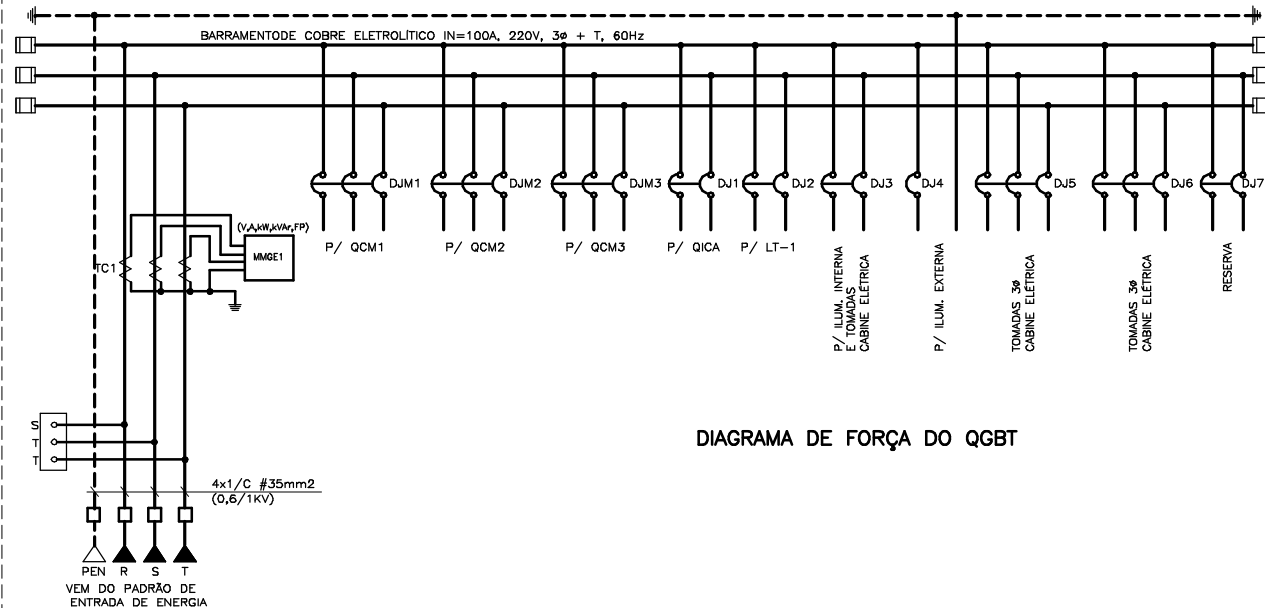 BARRAMENTODE COBRE ELETROLÍTICO IN=100A, 220V, 3ø + T, 60Hz
DJM1
DJM2
DJM3
DJ1
DJ2
DJ3
DJ4
DJ5
DJ6
DJ7
(V,A,kW,kVAr,FP)
MMGE1
TC1
P/ QCM1
P/ QCM2
P/ QCM3
P/ QICA
P/ LT-1
P/ ILUM. INTERNA
E TOMADAS
CABINE ELÉTRICA
P/ ILUM. EXTERNA
TOMADAS 3ø
CABINE ELÉTRICA
TOMADAS 3ø
CABINE ELÉTRICA
RESERVA
S
T
T
DIAGRAMA DE FORÇA DO QGBT
4x1/C #35mm2
(0,6/1KV)
PEN R S T
VEM DO PADRÃO DE
ENTRADA DE ENERGIA